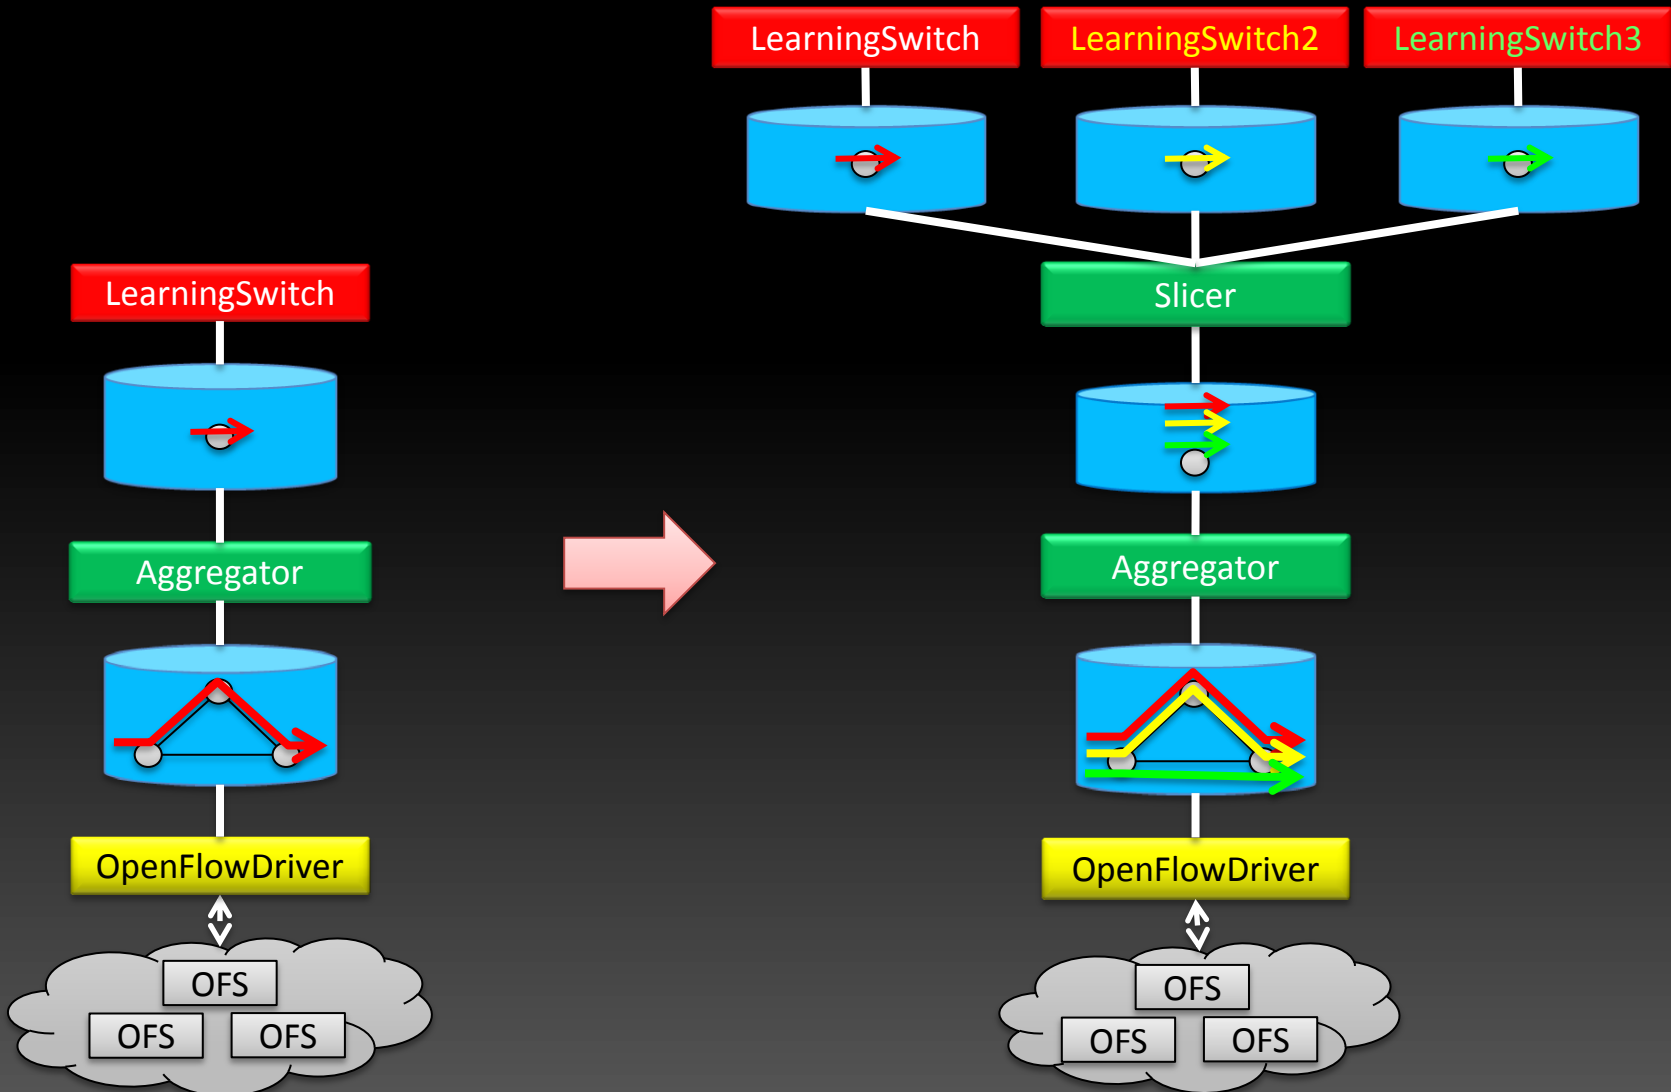 LearningSwitch
LearningSwitch2
LearningSwitch3
LearningSwitch
Slicer
Aggregator
Aggregator
OpenFlowDriver
OpenFlowDriver
OFS
OFS
OFS
OFS
OFS
OFS